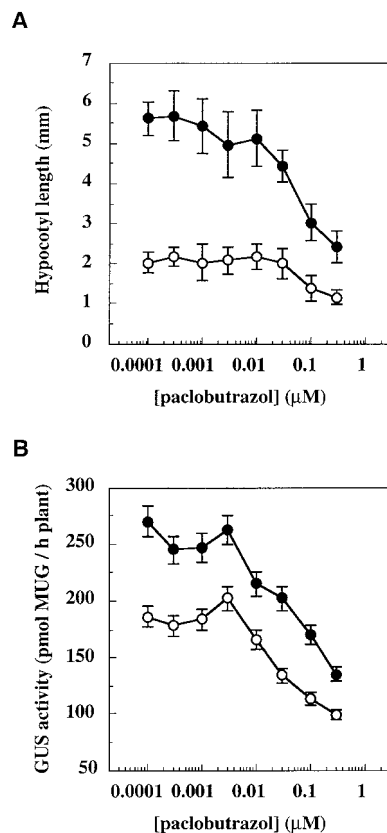 A
7
6
5
4
3
2
1
0
Hypocotyl length (mm)
0.0001 0.001 0.01 0.1 1
[paclobutrazol] (μM)
B
300
250
200
150
100
50
GUS activity (pmol MUG / h plant)
0.0001 0.001 0.01 0.1 1
[paclobutrazol] (μM)